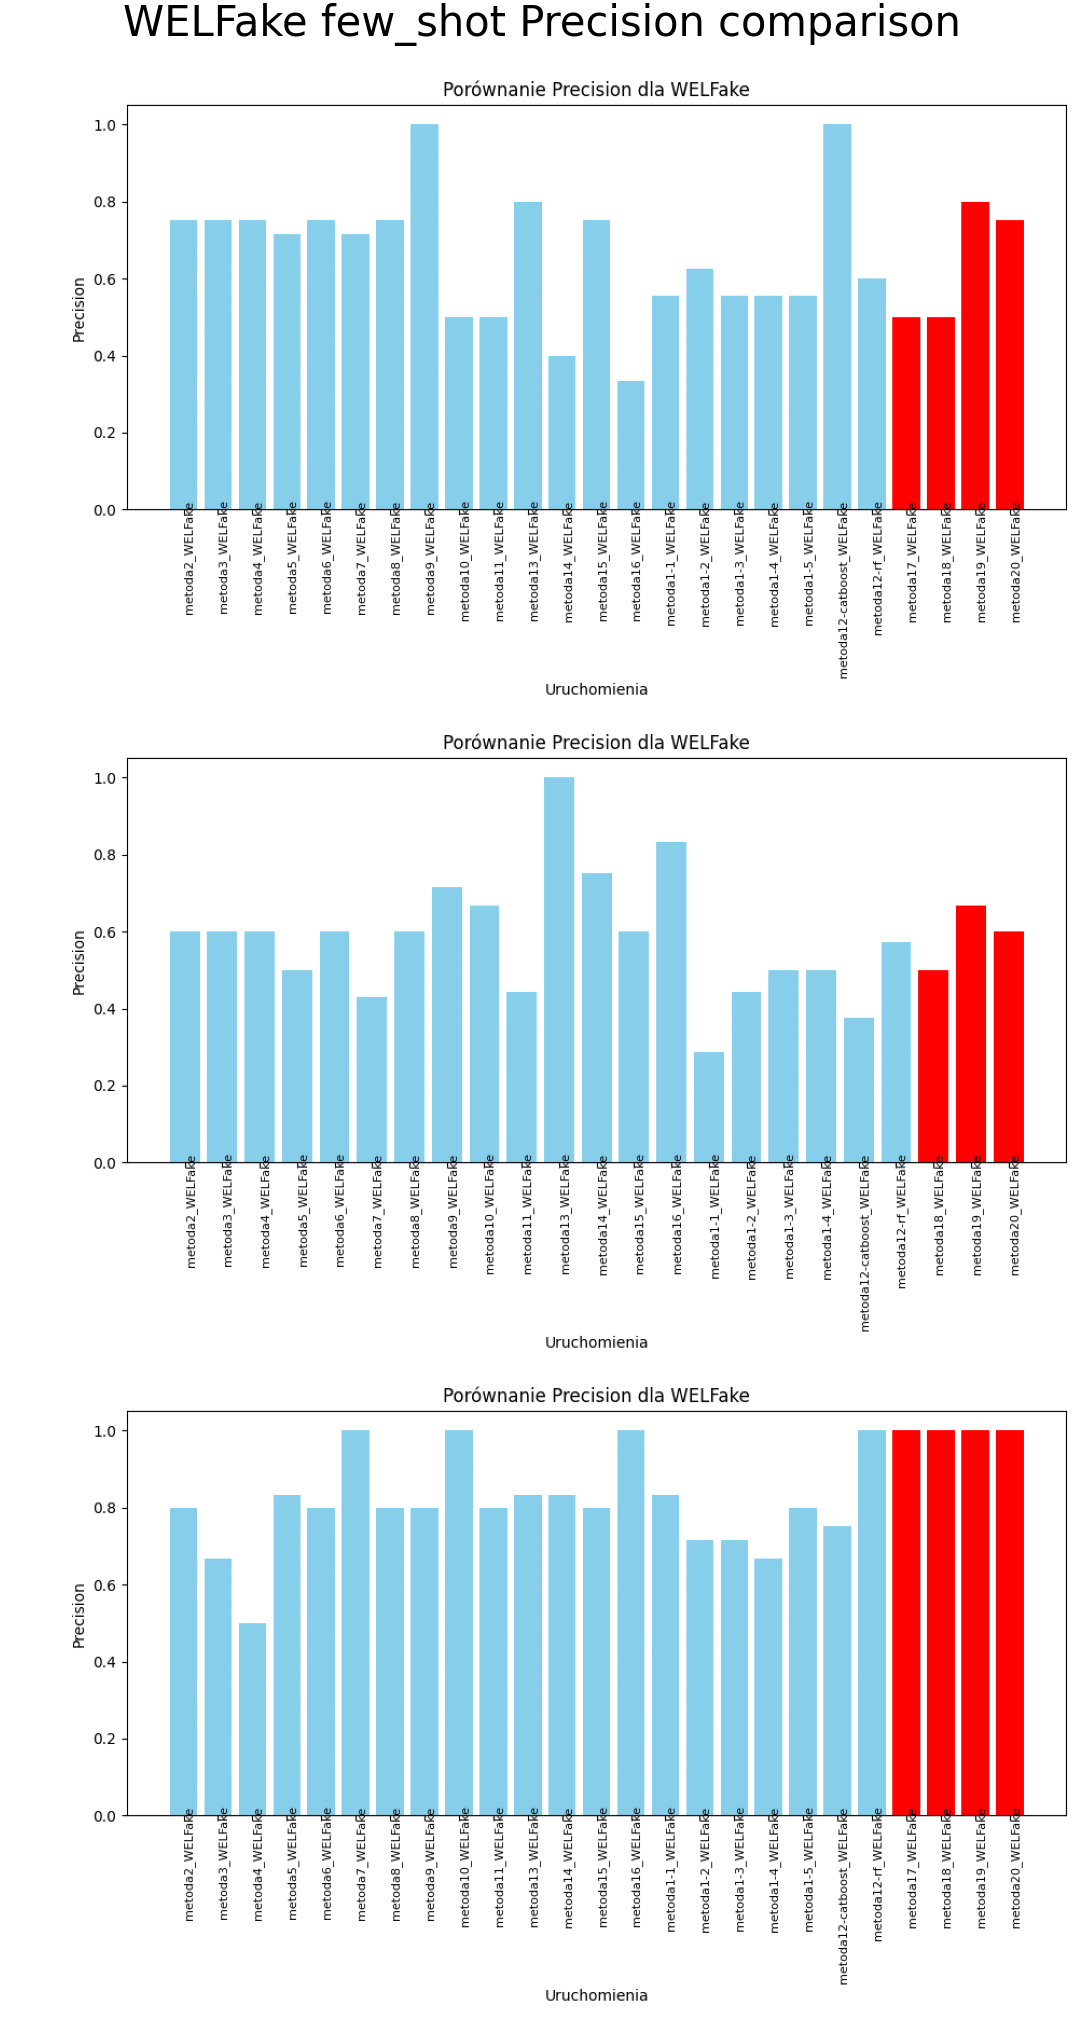 WELFake few_shot Precision comparison
Porównanie Precision dla WELFake
1.0
0.8
0.6
0.4
0.2
0.0
Precision
metoda2_WELFake
metoda3_WELFake
metoda4_WELFake
metoda5_WELFake
metoda6_WELFake
metoda7_WELFake
metoda8_WELFake
metoda9_WELFake
metoda10_WELFake
metoda11_WELFake
metoda13_WELFake
metoda14_WELFake
metoda15_WELFake
metoda16_WELFake
metoda1-1_WELFake
metoda1-2_WELFake
metoda1-3_WELFake
metoda1-4_WELFake
metoda1-5_WELFake
metoda12-catboost_WELFake
metoda12-rf_WELFake
metoda17_WELFake
metoda18_WELFake
metoda19_WELFake
metoda20_WELFake
Uruchomienia
Porównanie Precision dla WELFake
1.0
0.8
0.6
0.4
0.2
0.0
Precision
metoda2_WELFake
metoda3_WELFake
metoda4_WELFake
metoda5_WELFake
metoda6_WELFake
metoda7_WELFake
metoda8_WELFake
metoda9_WELFake
metoda10_WELFake
metoda11_WELFake
metoda13_WELFake
metoda14_WELFake
metoda15_WELFake
metoda16_WELFake
metoda1-1_WELFake
metoda1-2_WELFake
metoda1-3_WELFake
metoda1-4_WELFake
metoda12-catboost_WELFake
metoda12-rf_WELFake
metoda18_WELFake
metoda19_WELFake
metoda20_WELFake
Uruchomienia
Porównanie Precision dla WELFake
1.0
0.8
0.6
0.4
0.2
0.0
Precision
metoda2_WELFake
metoda3_WELFake
metoda4_WELFake
metoda5_WELFake
metoda6_WELFake
metoda7_WELFake
metoda8_WELFake
metoda9_WELFake
metoda10_WELFake
metoda11_WELFake
metoda13_WELFake
metoda14_WELFake
metoda15_WELFake
metoda16_WELFake
metoda1-1_WELFake
metoda1-2_WELFake
metoda1-3_WELFake
metoda1-4_WELFake
metoda1-5_WELFake
metoda12-catboost_WELFake
metoda12-rf_WELFake
metoda17_WELFake
metoda18_WELFake
metoda19_WELFake
metoda20_WELFake
Uruchomienia